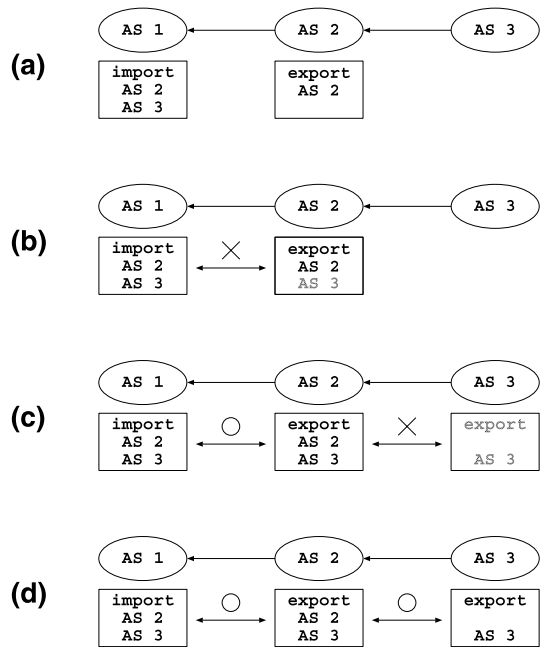 AS 1 AS 2 AS 3
(a)
import export
AS 2 AS 2
AS 3
AS 1 AS 2 AS 3
(b)
import export
AS 2 AS 2
AS 3 AS 3
AS 1 AS 2 AS 3
(c)
import export export
AS 2 AS 2
AS 3 AS 3 AS 3
AS 1 AS 2 AS 3
(d)
import export export
AS 2 AS 2
AS 3 AS 3 AS 3